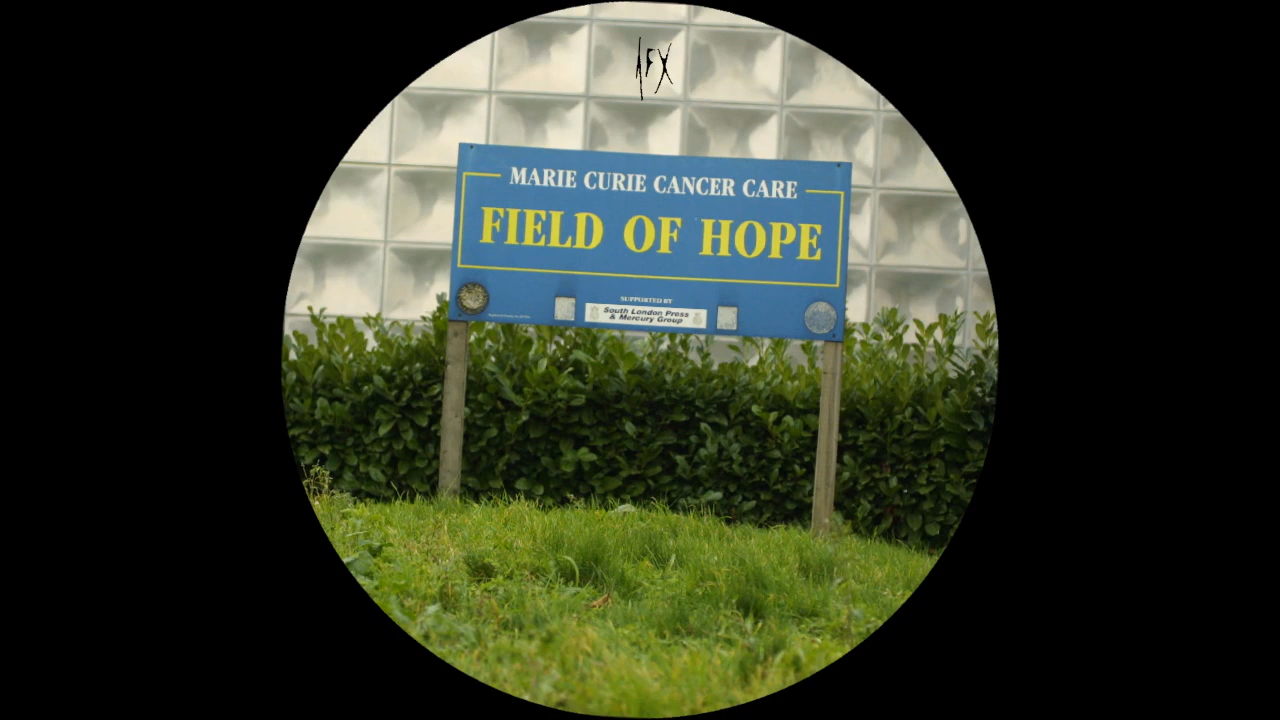 AFX
MARIE CURIE CANCER CARE
FIELD OF HOPE
SUPPORTED BY
South London Press
& Mercury Group